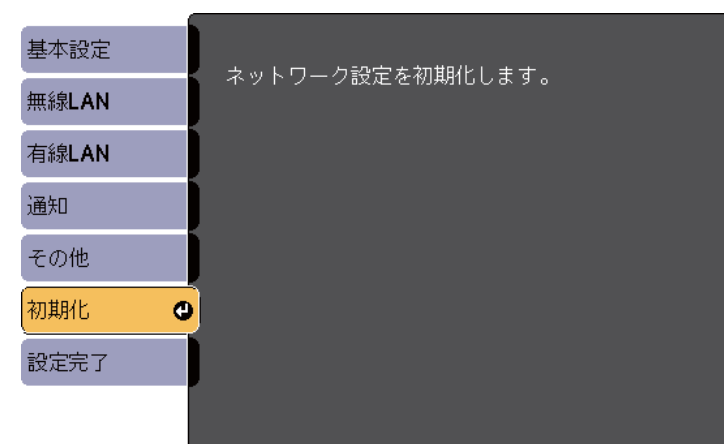 基本設定
無線LAN
有線LAN
通知
その他
初期化
設定完了
ネットワーク設定を初期化します。